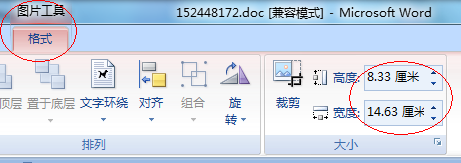 图片工具
152448172.doc [兼容模式] - Microsoft Word
格式
顶层
置于底层
文字环绕
对齐
组合
旋转
裁剪
高度: 8.33 厘米
宽度: 14.63 厘米
排列
大小